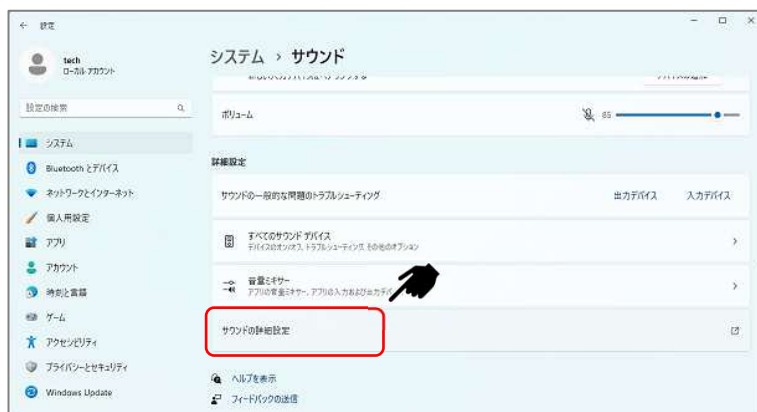 設定
tech
ローカル アカウント
設定の検索
システム
Bluetooth とデバイス
ネットワークとインターネット
個人用設定
アプリ
アカウント
時刻と言語
ゲーム
アクセシビリティ
プライバシーとセキュリティ
Windows Update
システム › サウンド
ボリューム
85
詳細設定
サウンドの一般的な問題のトラブルシューティング
出力デバイス 入力デバイス
すべてのサウンド デバイス
デバイスのオン/オフ、トラブルシューティング、その他のオプション
音量ミキサー
アプリの音量ミキサー、アプリの入力および出力デバ
サウンドの詳細設定
ヘルプを表示
フィードバックの送信